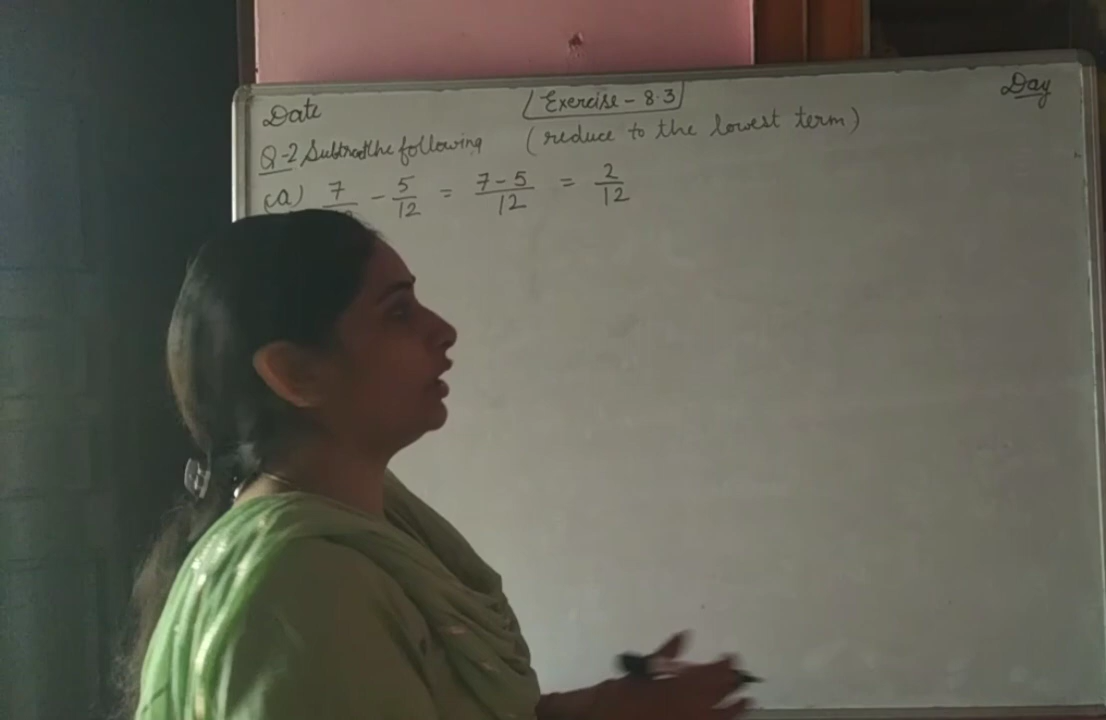 Date Exercise - 8.3 Day
Q-2 Subtract the following (reduce to the lowest term)
(a) 7/12 - 5/12 = 7-5/12 = 2/12